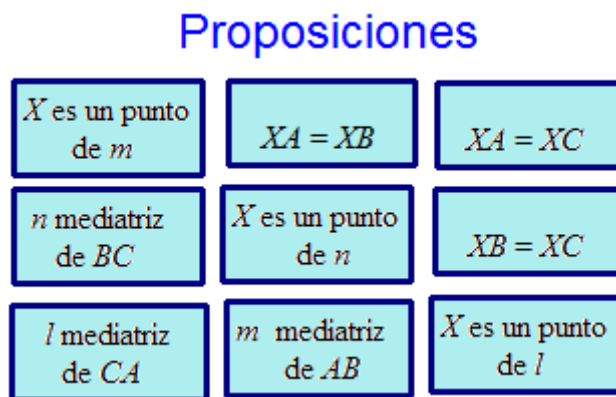 Proposiciones
X es un punto
de m
XA = XB
XA = XC
n mediatriz
de BC
X es un punto
de n
XB = XC
l mediatriz
de CA
m mediatriz
de AB
X es un punto
de l